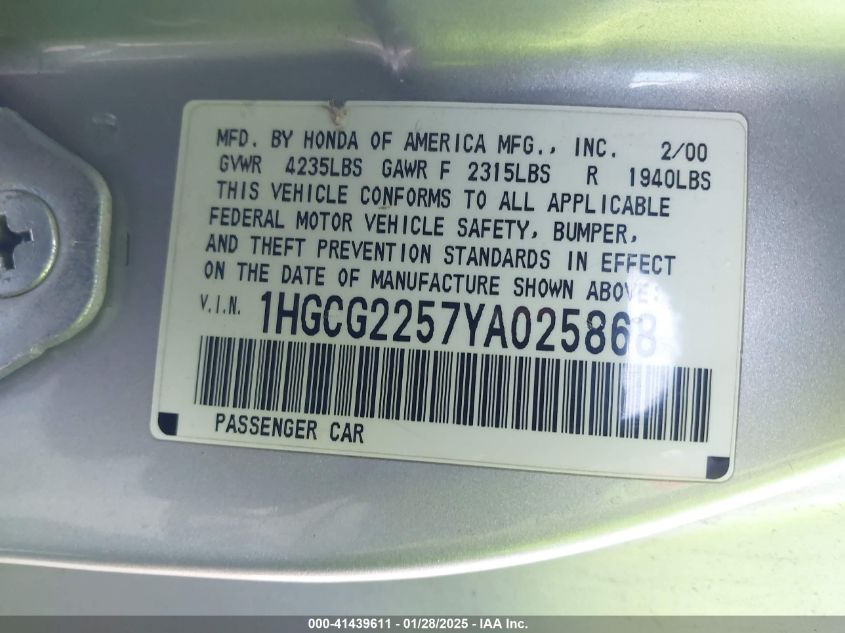 MFD. BY HONDA OF AMERICA MFG., INC. 2/00
GVWR 4235LBS GAWR F 2315LBS R 1940LBS
THIS VEHICLE CONFORMS TO ALL APPLICABLE
FEDERAL MOTOR VEHICLE SAFETY, BUMPER,
AND THEFT PREVENTION STANDARDS IN EFFECT
ON THE DATE OF MANUFACTURE SHOWN ABOVE.
V.I.N. 1HGCG2257YA025868
PASSENGER CAR
000-41439611 - 01/28/2025 - IAA Inc.